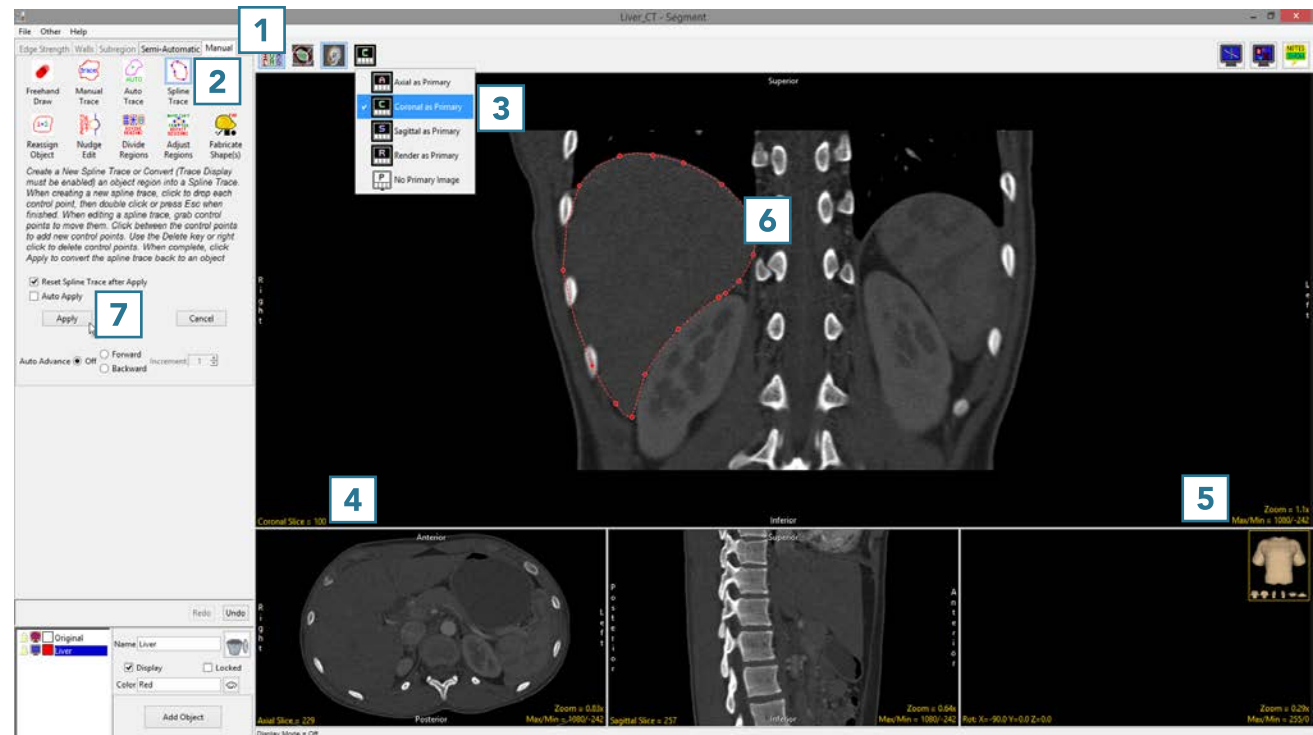 Liver_CT - Segment
File Other Help
1
Edge Strength Walls Subregion Semi-Automatic Manual
2
Freehand Draw
Manual Trace
Auto Trace
Spline Trace
Reassign Object
Nudge Edit
Divide Regions
Adjust Regions
Fabricate Shape(s)
Create a New Spline Trace or Convert (Trace Display
must be enabled) an object region into a Spline Trace.
When creating a new spline trace, click to drop each
control point, then double click or press Esc when
finished. When editing a spline trace, grab control
points to move them. Click between the control points
to add new control points. Use the Delete key or right
click to delete control points. When complete, click
Apply to convert the spline trace back to an object
Reset Spline Trace after Apply
Auto Apply
Apply
7
Cancel
Auto Advance Off Forward Increment 1
Backward
Axial as Primary
Coronal as Primary
3
Sagittal as Primary
Render as Primary
No Primary Image
NOTES
Superior
Right
Left
6
4
5
Coronal Slice = 100
Inferior
Zoom = 1.1x
Max/Min = 1080/-242
Redo Undo
Original
Liver
Name Liver
Display Locked
Color Red
Add Object
Anterior
Right
Left
Axial Slice = 229
Posterior
Zoom = 0.83x
Max/Min = 1080/-242
Superior
Posterior
Anterior
Sagittal Slice = 257
Inferior
Zoom = 0.64x
Max/Min = 1080/-242
Rot: X=-90.0 Y=0.0 Z=0.0
Zoom = 0.29x
Max/Min = 255/0
Display Mode = Off